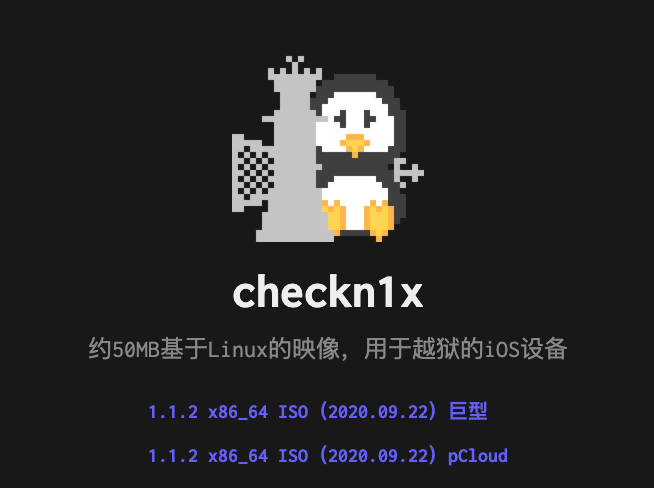 checkn1x
约50MB基于Linux的映像，用于越狱的iOS设备
1.1.2 x86_64 ISO (2020.09.22) 巨型
1.1.2 x86_64 ISO (2020.09.22) pCloud